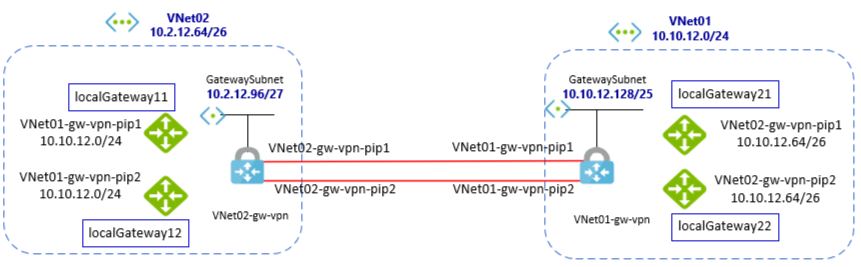 VNet02
10.2.12.64/26
GatewaySubnet
10.2.12.96/27
localGateway11
VNet01-gw-vpn-pip1
10.10.12.0/24
VNet01-gw-vpn-pip2
10.10.12.0/24
localGateway12
VNet02-gw-vpn
VNet02-gw-vpn-pip1
VNet01-gw-vpn-pip1
VNet02-gw-vpn-pip2
VNet01-gw-vpn-pip2
VNet01
10.10.12.0/24
GatewaySubnet
10.10.12.128/25
localGateway21
VNet02-gw-vpn-pip1
10.10.12.64/26
VNet02-gw-vpn-pip2
10.10.12.64/26
localGateway22
VNet01-gw-vpn